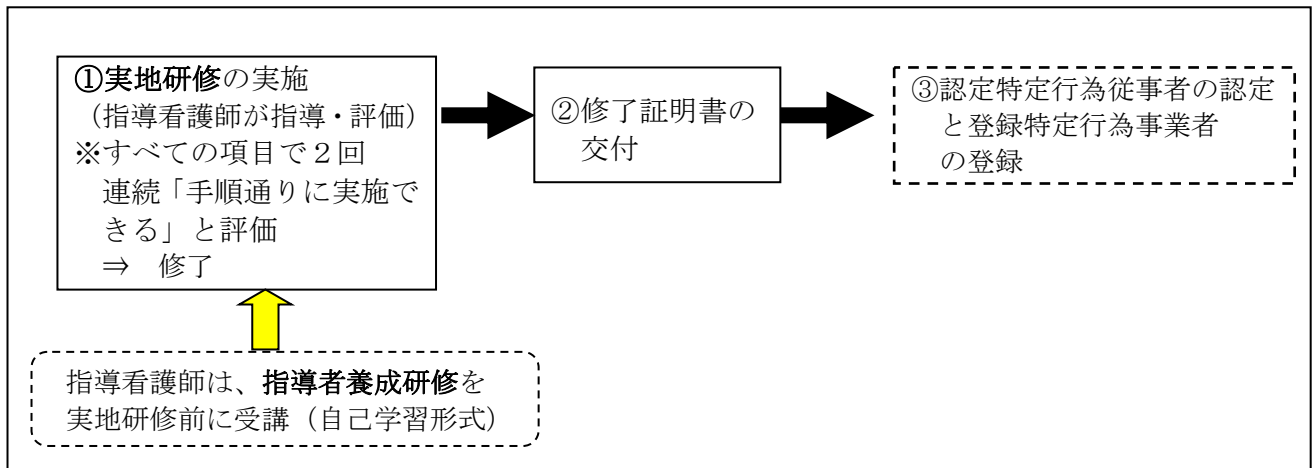 ①実地研修の実施
（指導看護師が指導・評価）
※すべての項目で２回
連続「手順通りに実施で
きる」と評価
⇒　修了
②修了証明書の
交付
③認定特定行為従事者の認定
と登録特定行為事業者
の登録
指導看護師は、指導者養成研修を
実地研修前に受講（自己学習形式）